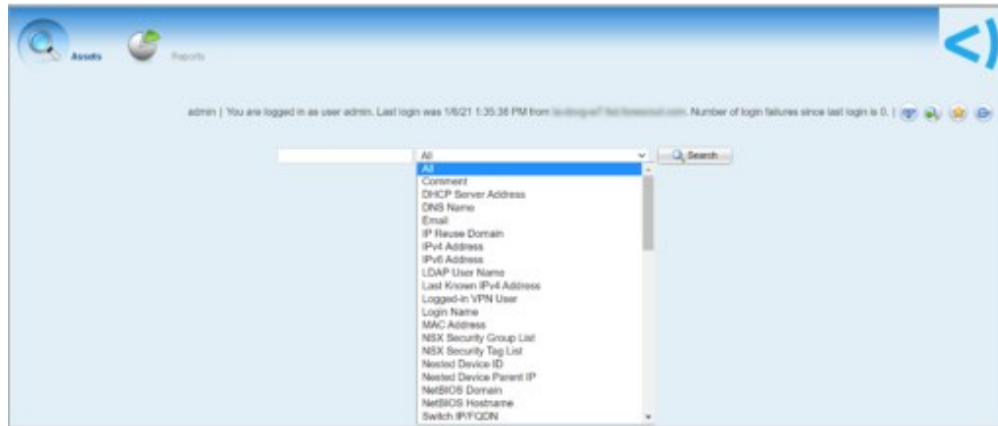 Assets
Reports
admin | You are logged in as user admin. Last login was 1/6/21 1:35:38 PM from . Number of login failures since last login is 0. |
All
Search
All
Comment
DHCP Server Address
DNS Name
Email
IP Reuse Domain
IPv4 Address
IPv6 Address
LDAP User Name
Last Known IPv4 Address
Logged-in VPN User
Login Name
MAC Address
NSX Security Group List
NSX Security Tag List
Nested Device ID
Nested Device Parent IP
NetBIOS Domain
NetBIOS Hostname
Switch IP/FQDN